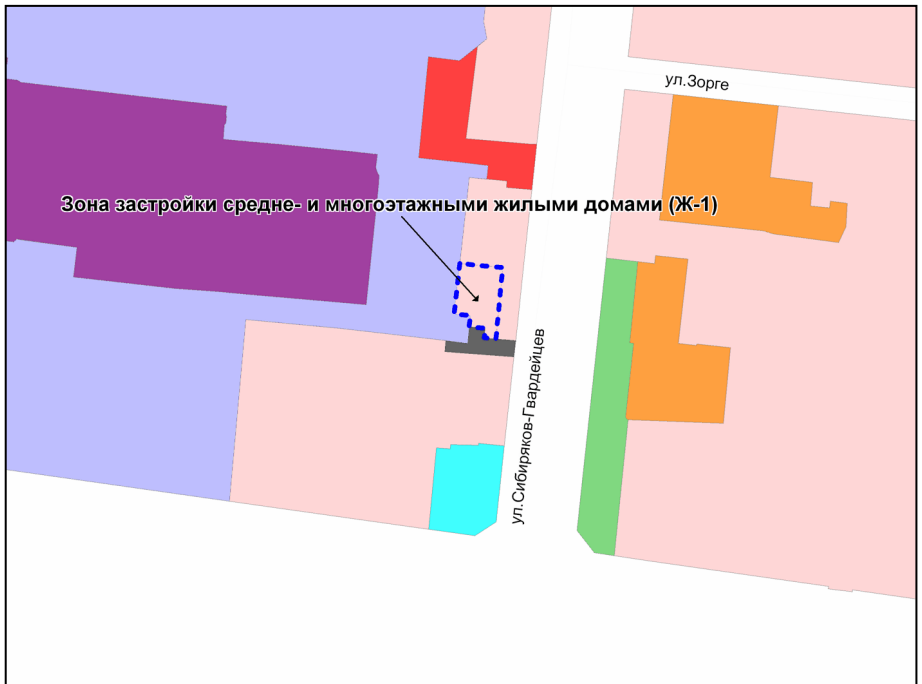 ул.Зорге
Зона застройки средне- и многоэтажными жилыми домами (Ж-1)
ул.Сибиряков-Гвардейцев